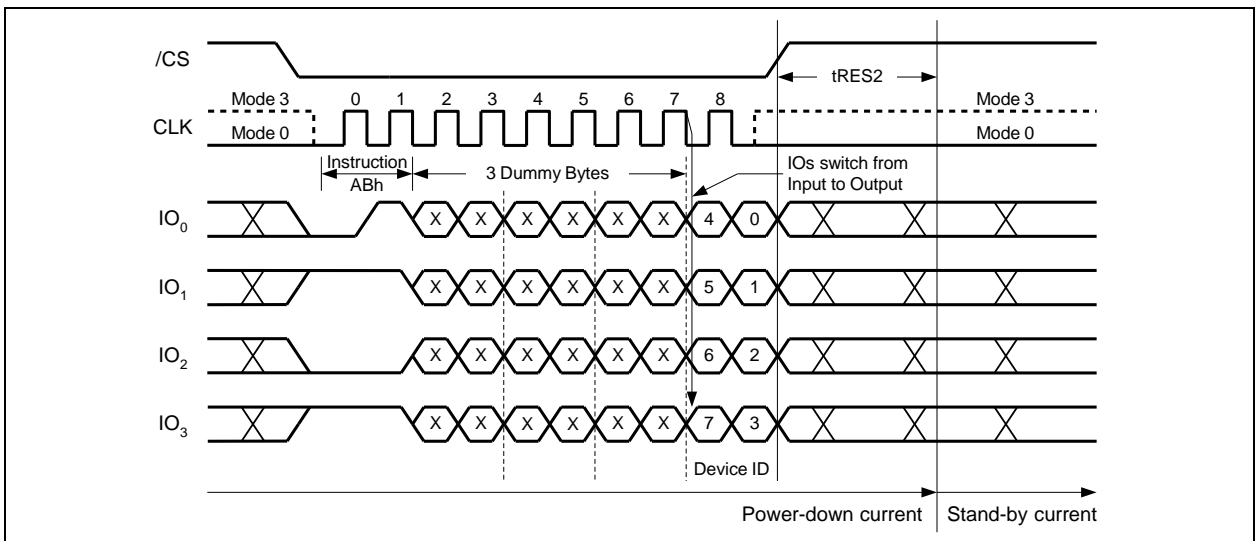 /CS
tRES2
Mode 3 0 1 2 3 4 5 6 7 8 Mode 3
CLK
Mode 0 Mode 0
Instruction
ABh
3 Dummy Bytes
IOs switch from
Input to Output
IO0 X X X X X X 4 0
IO1 X X X X X X 5 1
IO2 X X X X X X 6 2
IO3 X X X X X X 7 3
Device ID
Power-down current Stand-by current